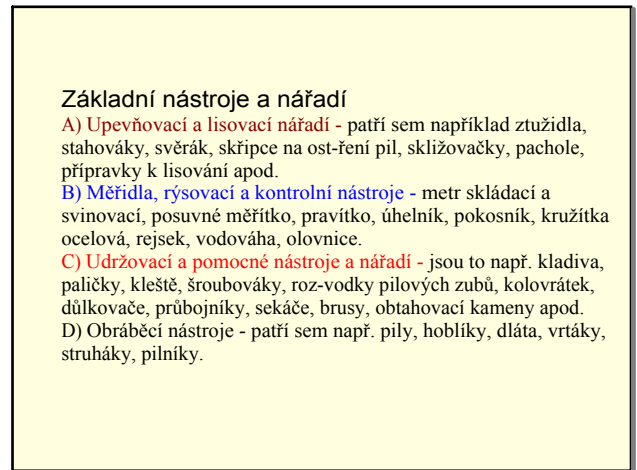 Základní nástroje a nářadí
A) Upevňovací a lisovací nářadí - patří sem například ztužidla,
stahováky, svěrák, skřipce na ost-ření pil, skližovačky, pachole,
přípravky k lisování apod.
B) Měřidla, rýsovací a kontrolní nástroje - metr skládací a
svinovací, posuvné měřítko, pravítko, úhelník, pokosník, kružítka
ocelová, rejsek, vodováha, olovnice.
C) Udržovací a pomocné nástroje a nářadí - jsou to např. kladiva,
paličky, kleště, šroubováky, roz-vodky pilových zubů, kolovrátek,
důlkovače, průbojníky, sekáče, brusy, obtahovací kameny apod.
D) Obráběcí nástroje - patří sem např. pily, hoblíky, dláta, vrtáky,
struháky, pilníky.